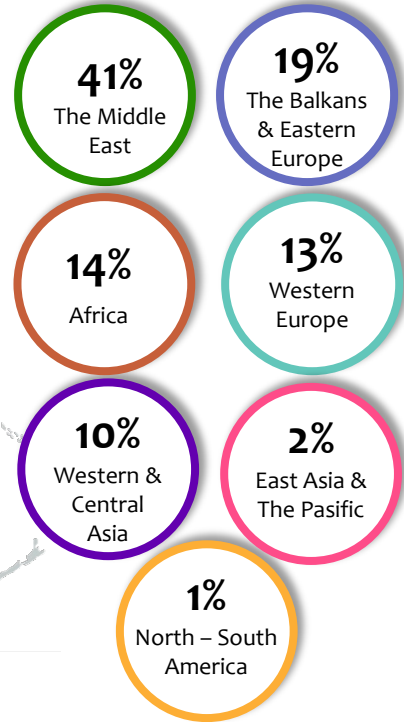 41%
The Middle
East
19%
The Balkans
& Eastern
Europe
14%
Africa
13%
Western
Europe
10%
Western &
Central
Asia
2%
East Asia &
The Pasific
1%
North – South
America